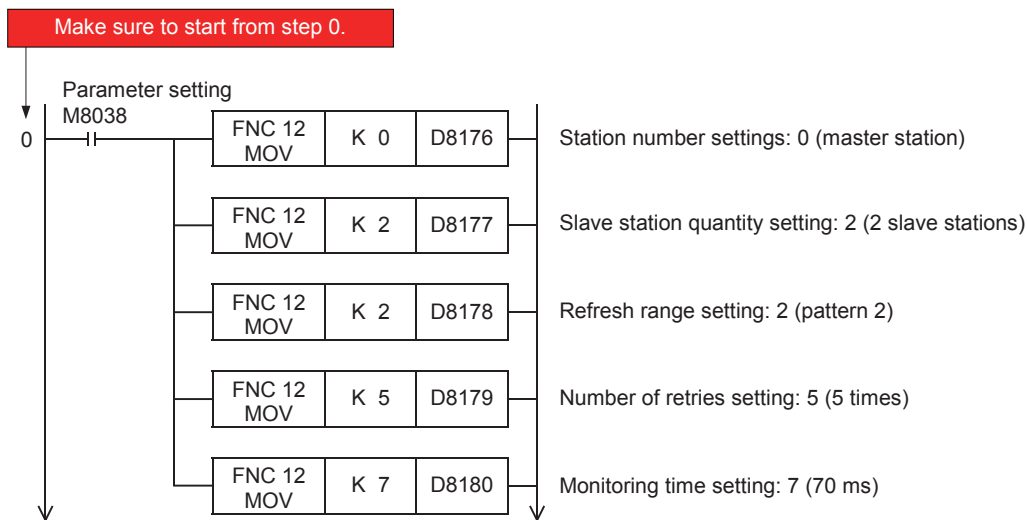 Make sure to start from step 0.
Parameter setting
M8038
0
FNC 12
MOV
K 0
D8176
Station number settings: 0 (master station)
FNC 12
MOV
K 2
D8177
Slave station quantity setting: 2 (2 slave stations)
FNC 12
MOV
K 2
D8178
Refresh range setting: 2 (pattern 2)
FNC 12
MOV
K 5
D8179
Number of retries setting: 5 (5 times)
FNC 12
MOV
K 7
D8180
Monitoring time setting: 7 (70 ms)